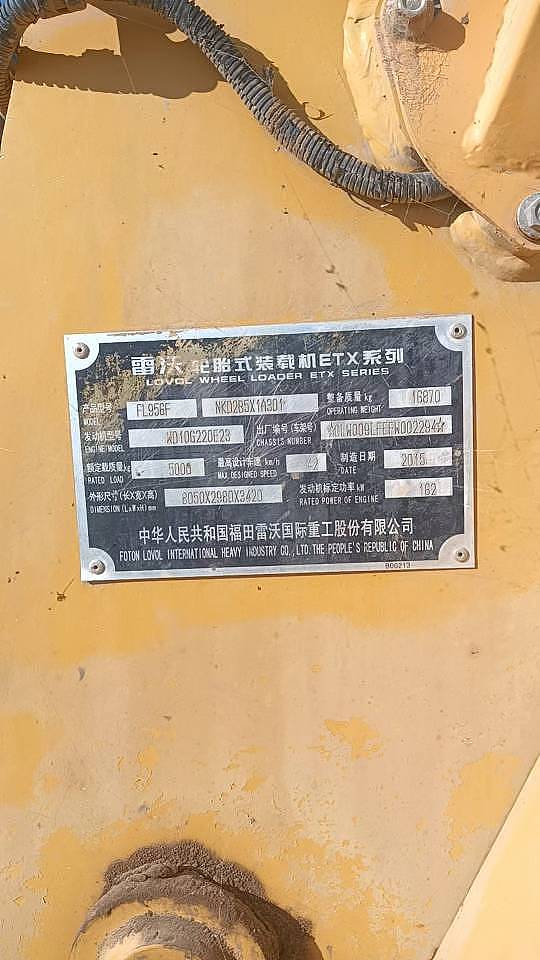 雷沃 轮胎式装载机ETX系列
LOVOL WHEEL LOADER ETX SERIES
产品型号 MODEL FL956F NKD2B5X1A3D1 整备质量kg OPERATING WEIGHT 16870
发动机型号 ENGINE MODEL WD10G220E23 出厂编号(车架号) CHASSIS NUMBER
额定载质量kg RATED LOAD 5000 最高设计车速 km/h MAX.DESIGNED SPEED 制造日期 DATE 2015
外形尺寸(长X宽X高) DIMENSION (LxWxH)mm 8050X2980X3420 发动机标定功率kW RATED POWER OF ENGINE 162
中华人民共和国福田雷沃国际重工股份有限公司
FOTON LOVOL INTERNATIONAL HEAVY INDUSTRY CO., LTD. THE PEOPLE'S REPUBLIC OF CHINA
B06213